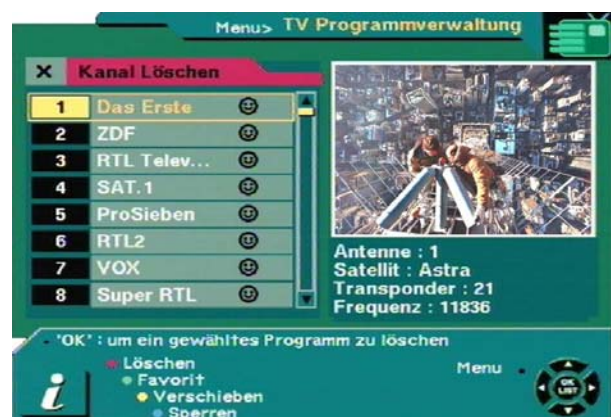 Menu> TV Programmverwaltung
X Kanal Löschen
1 Das Erste
2 ZDF
3 RTL Telev...
4 SAT.1
5 ProSieben
6 RTL2
7 VOX
8 Super RTL
Antenne : 1
Satellit : Astra
Transponder : 21
Frequenz : 11836
'OK' : um ein gewähltes Programm zu löschen
Löschen
Favorit
Verschieben
Sperren
Menu
OK
LIST
i